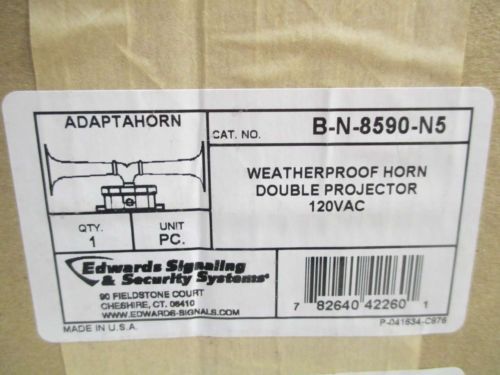 ADAPTAHORN
CAT. NO. B-N-8590-N5
WEATHERPROOF HORN
DOUBLE PROJECTOR
120VAC
QTY. 1
UNIT PC.
Edwards Signaling
& Security Systems
90 FIELDSTONE COURT
CHESHIRE, CT. 06410
WWW.EDWARDS-SIGNALS.COM
MADE IN U.S.A.
7 82640 42260 1
P-041634-C876